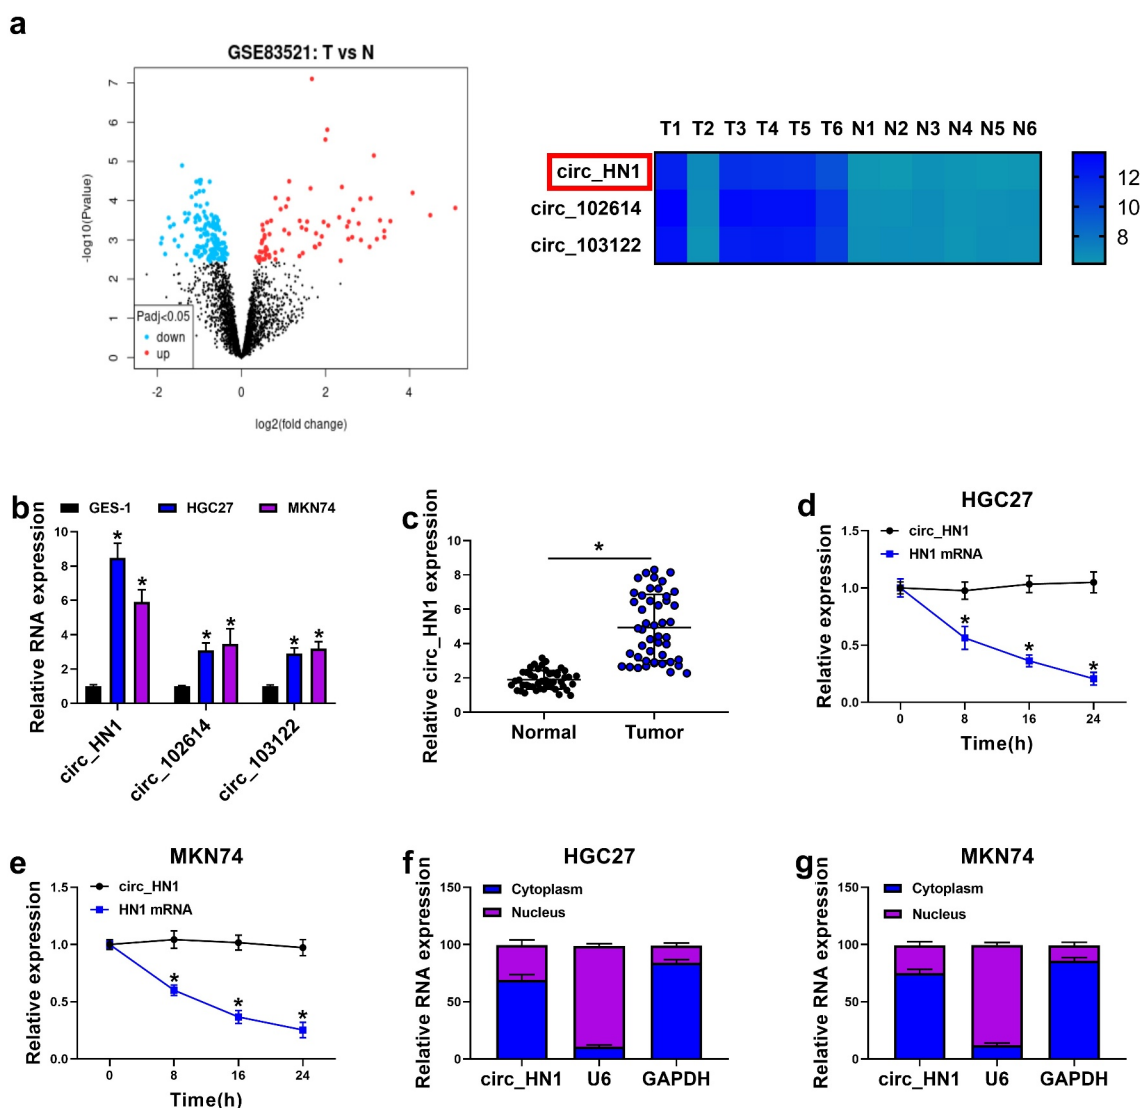 a
GSE83521: T vs N
-log10(Pvalue)
7
6
5
4
3
2
1
0
Padj<0.05
down
up
-2 0 2 4
log2(fold change)
T1 T2 T3 T4 T5 T6 N1 N2 N3 N4 N5 N6
circ_HN1
circ_102614
circ_103122
12
10
8
b
GES-1 HGC27 MKN74
Relative RNA expression
10
8
6
4
2
0
* * * * * *
circ_HN1 circ_102614 circ_103122
c
Relative circ_HN1 expression
10
8
6
4
2
0
*
Normal Tumor
d
HGC27
circ_HN1
HN1 mRNA
Relative expression
1.5
1.0
0.5
0.0
* * *
0 8 16 24
Time(h)
e
MKN74
circ_HN1
HN1 mRNA
Relative expression
1.5
1.0
0.5
0.0
* * *
0 8 16 24
Time(h)
f
HGC27
Cytoplasm
Nucleus
Relative RNA expression
150
100
50
0
circ_HN1 U6 GAPDH
g
MKN74
Cytoplasm
Nucleus
Relative RNA expression
150
100
50
0
circ_HN1 U6 GAPDH